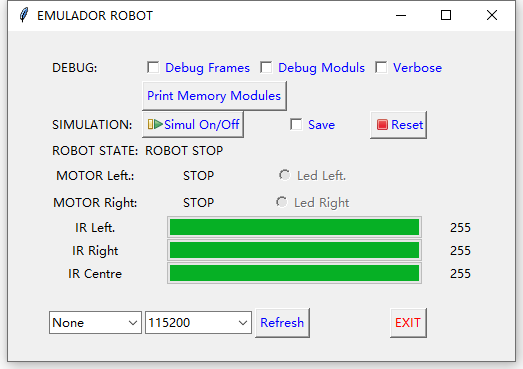 EMULADOR ROBOT
DEBUG: Debug Frames Debug Moduls Verbose
Print Memory Modules
SIMULATION: Simul On/Off Save Reset
ROBOT STATE: ROBOT STOP
MOTOR Left.: STOP Led Left.
MOTOR Right: STOP Led Right
IR Left. 255
IR Right 255
IR Centre 255
None 115200 Refresh EXIT